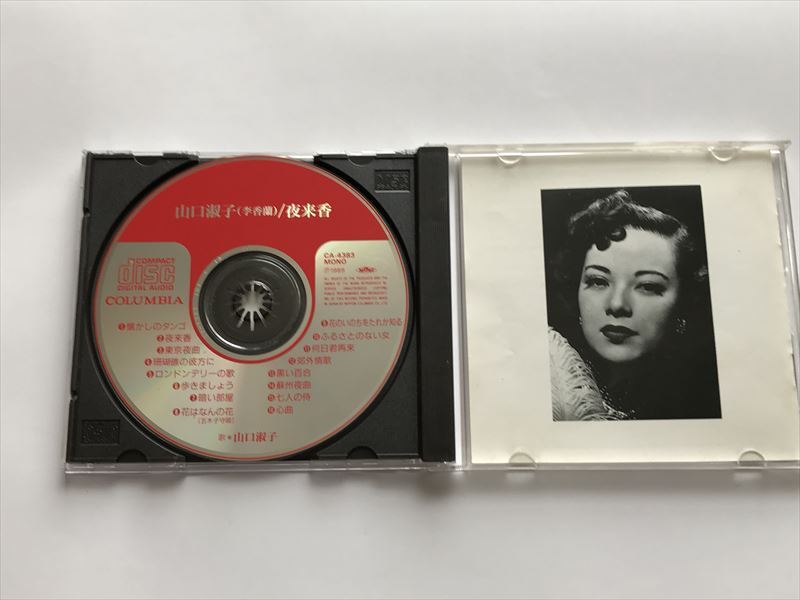 山口淑子(李香蘭)/夜来香
COMPACT
disc
DIGITAL AUDIO
COLUMBIA
CA-4383
MONO
①懐かしのタンゴ
②夜来香
③東京夜曲
④珊瑚礁の彼方に
⑤ロンドンデリーの歌
⑥歩きましょう
⑦暗い部屋
⑧花はなんの花
(五木子守唄)
⑨花のいのちをたれか知る
⑩ふるさとのない女
⑪何日君再来
⑫郊外情歌
⑬黒い百合
⑭蘇州夜曲
⑮七人の侍
⑯心曲
歌●山口淑子